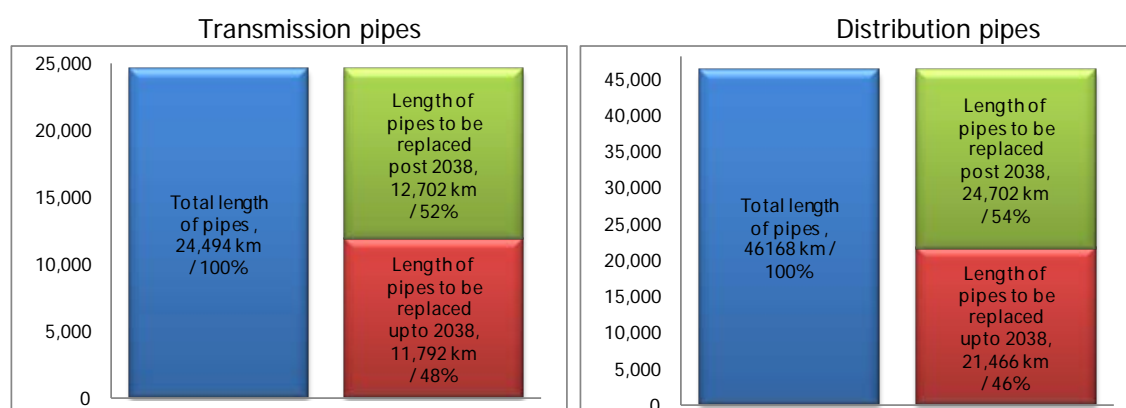 Transmission pipes
25,000
20,000
15,000
10,000
5,000
0
Total length
of pipes ,
24,494 km
/ 100%
Length of
pipes to be
replaced
post 2038,
12,702 km
/ 52%
Length of
pipes to be
replaced
upto 2038,
11,792 km
/ 48%
Distribution pipes
45,000
40,000
35,000
30,000
25,000
20,000
15,000
10,000
5,000
0
Total length
of pipes ,
46168 km /
100%
Length of
pipes to be
replaced
post 2038,
24,702 km
/ 54%
Length of
pipes to be
replaced
upto 2038,
21,466 km
/ 46%